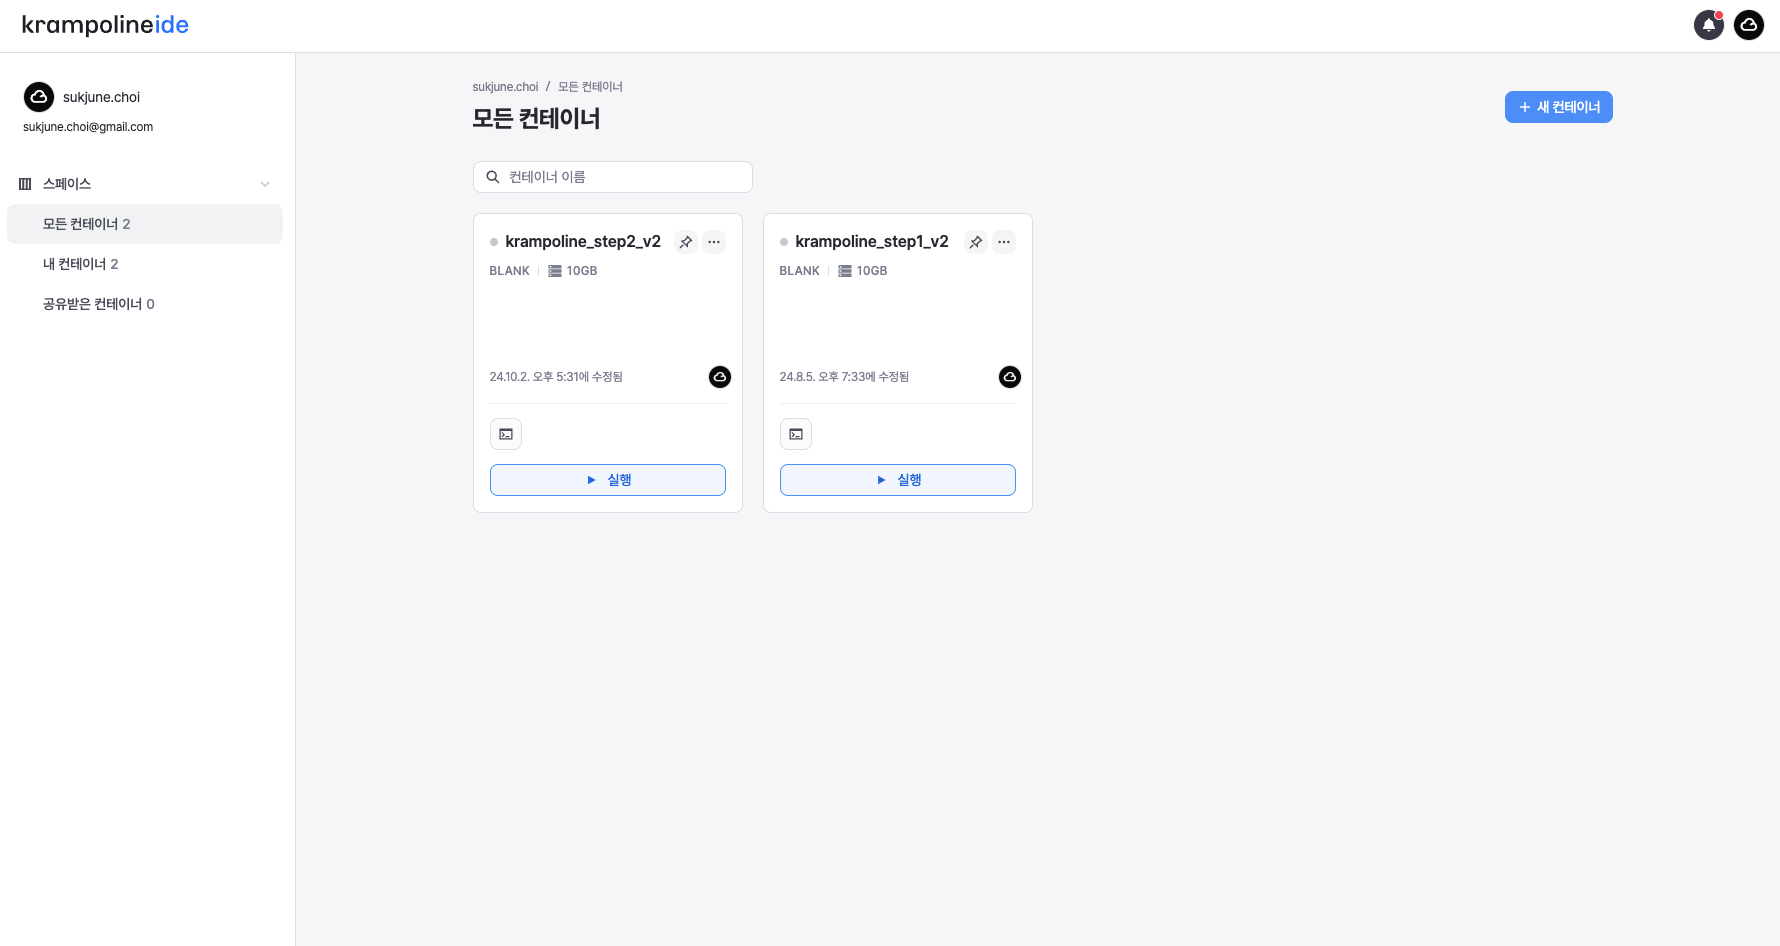 krampolineide
sukjune.choi
sukjune.choi@gmail.com
스페이스
모든 컨테이너 2
내 컨테이너 2
공유받은 컨테이너 0
sukjune.choi / 모든 컨테이너
모든 컨테이너
+ 새 컨테이너
컨테이너 이름
krampoline_step2_v2
BLANK 10GB
24.10.2. 오후 5:31에 수정됨
실행
krampoline_step1_v2
BLANK 10GB
24.8.5. 오후 7:33에 수정됨
실행